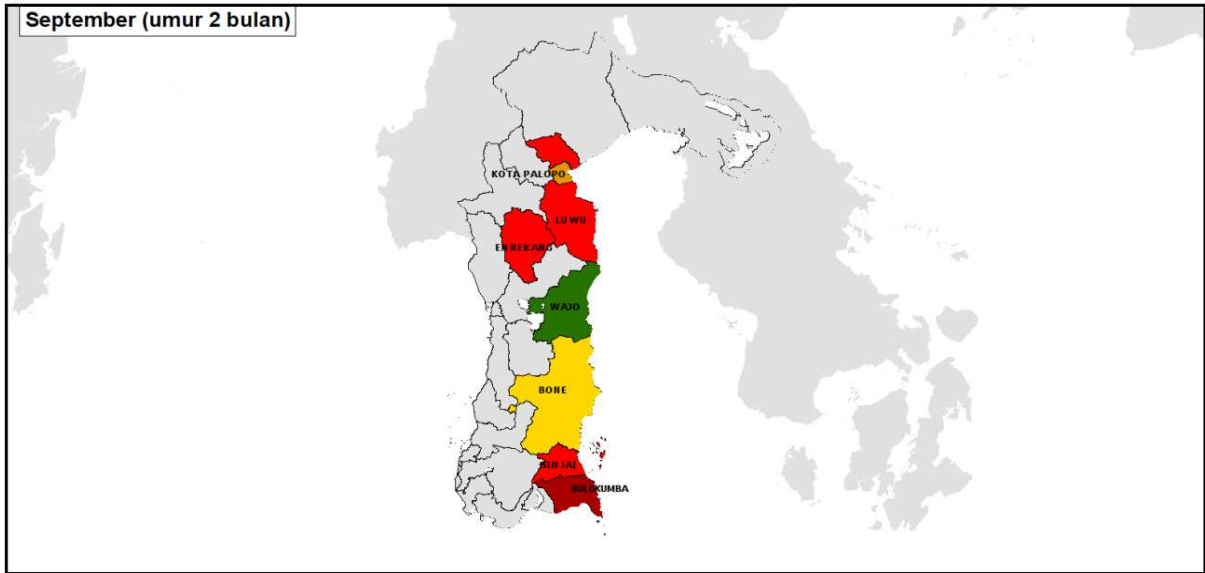 September (umur 2 bulan)
KOTA PALOPO
LUWU
ENREKANG
WAJO
BONE
SINJAI
BULUKUMBA